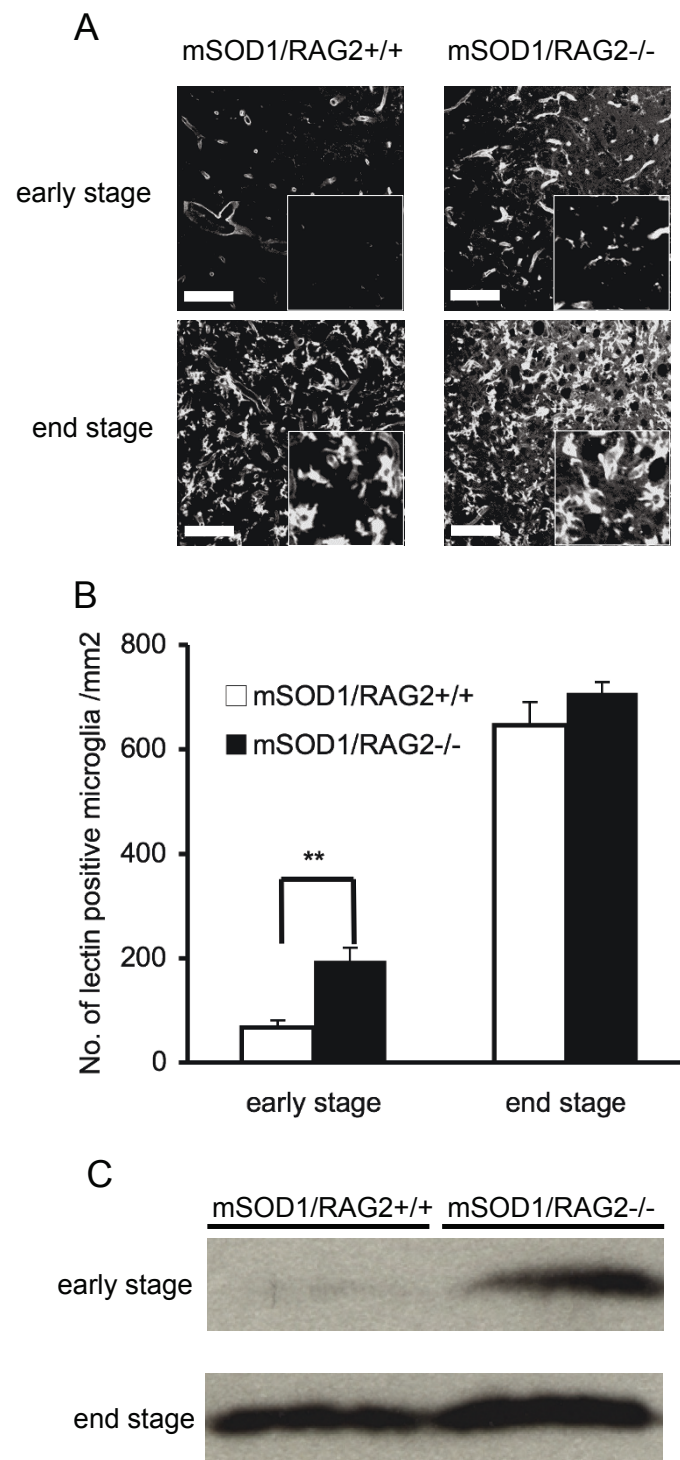 A
mSOD1/RAG2+/+ mSOD1/RAG2-/-
early stage
end stage
B
No. of lectin positive microglia /mm2
800
600
400
200
0
mSOD1/RAG2+/+
mSOD1/RAG2-/-
**
early stage end stage
C
mSOD1/RAG2+/+ mSOD1/RAG2-/-
early stage
end stage